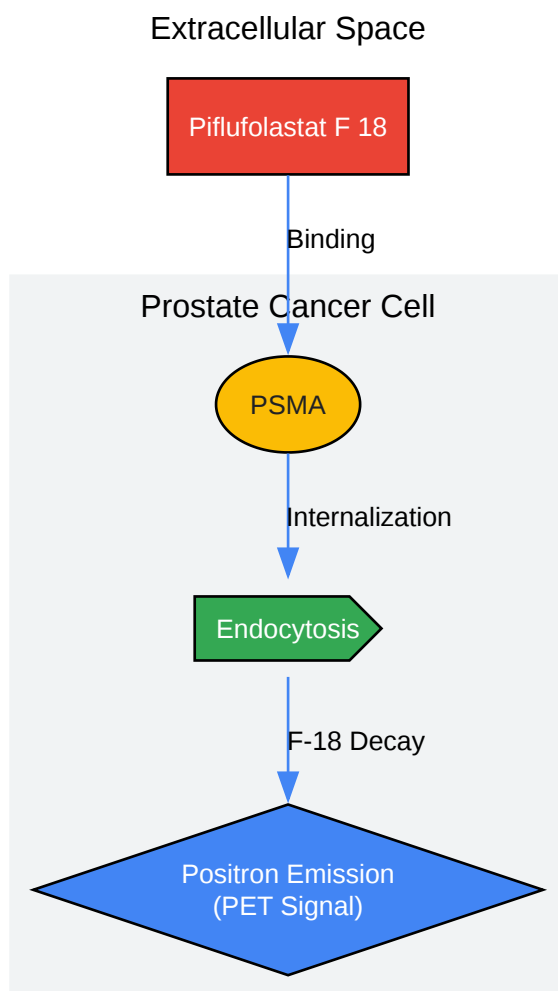 Extracellular Space
Piflufolastat F 18
Binding
Prostate Cancer Cell
PSMA
Internalization
Endocytosis
F-18 Decay
Positron Emission
(PET Signal)